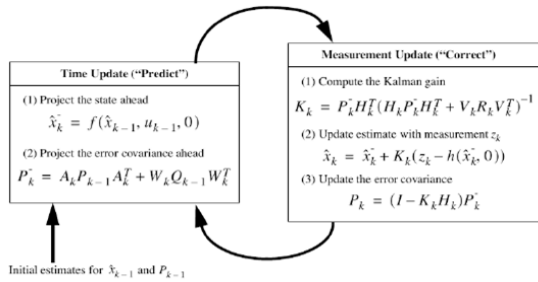 Time Update (“Predict”)
(1) Project the state ahead
x̂ₖ⁻ = f(x̂ₖ₋₁, uₖ₋₁, 0)
(2) Project the error covariance ahead
Pₖ⁻ = AₖPₖ₋₁Aₖᵀ + WₖQₖ₋₁Wₖᵀ
Measurement Update (“Correct”)
(1) Compute the Kalman gain
Kₖ = Pₖ⁻Hₖᵀ(HₖPₖ⁻Hₖᵀ + VₖRₖVₖᵀ)⁻¹
(2) Update estimate with measurement zₖ
x̂ₖ = x̂ₖ⁻ + Kₖ(zₖ − h(x̂ₖ⁻, 0))
(3) Update the error covariance
Pₖ = (I − KₖHₖ)Pₖ⁻
Initial estimates for x̂ₖ₋₁ and Pₖ₋₁